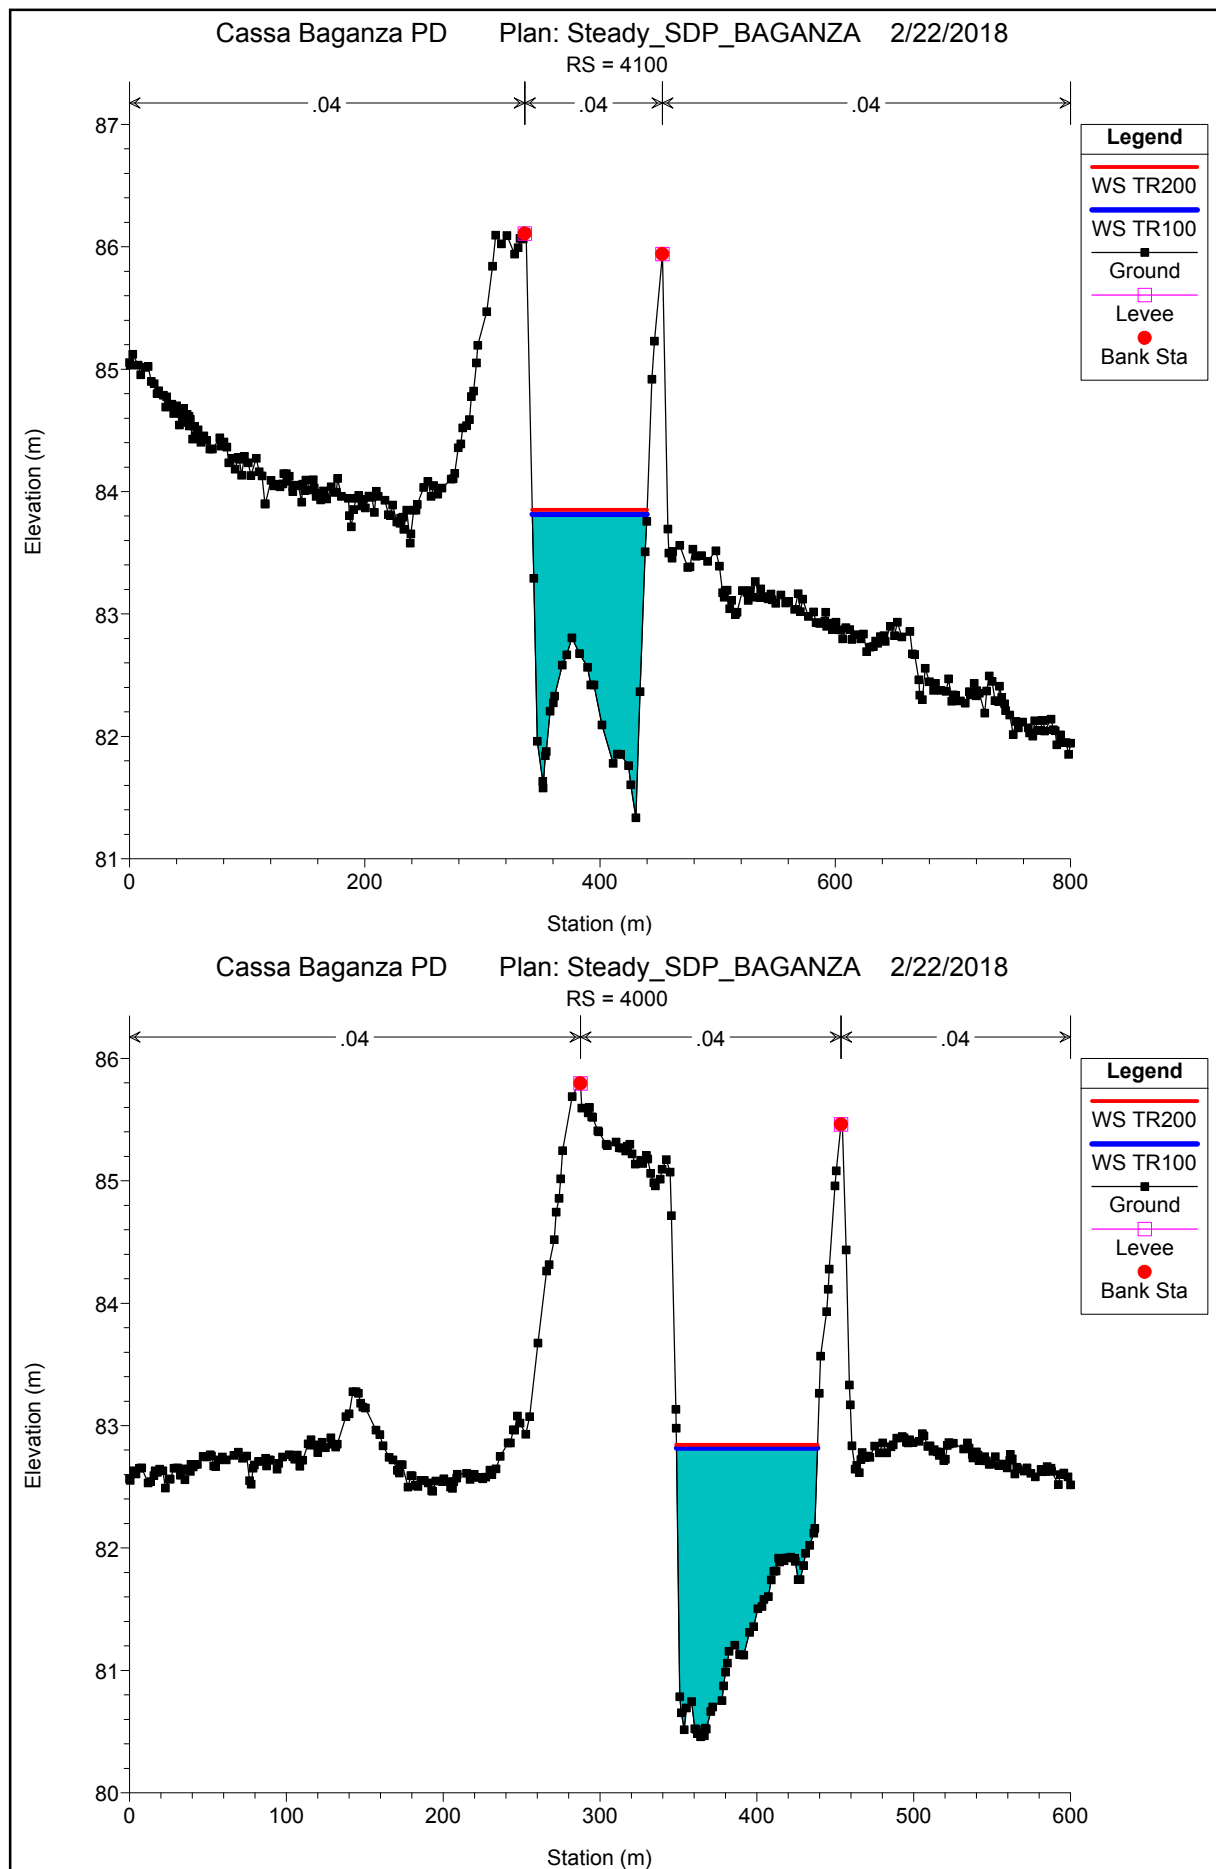 Cassa Baganza PD Plan: Steady_SDP_BAGANZA 2/22/2018
RS = 4100
.04 .04 .04
87
86
85
84
83
82
81
Elevation (m)
0 200 400 600 800
Station (m)
Legend
WS TR200
WS TR100
Ground
Levee
Bank Sta
Cassa Baganza PD Plan: Steady_SDP_BAGANZA 2/22/2018
RS = 4000
.04 .04 .04
86
85
84
83
82
81
80
Elevation (m)
0 100 200 300 400 500 600
Station (m)
Legend
WS TR200
WS TR100
Ground
Levee
Bank Sta